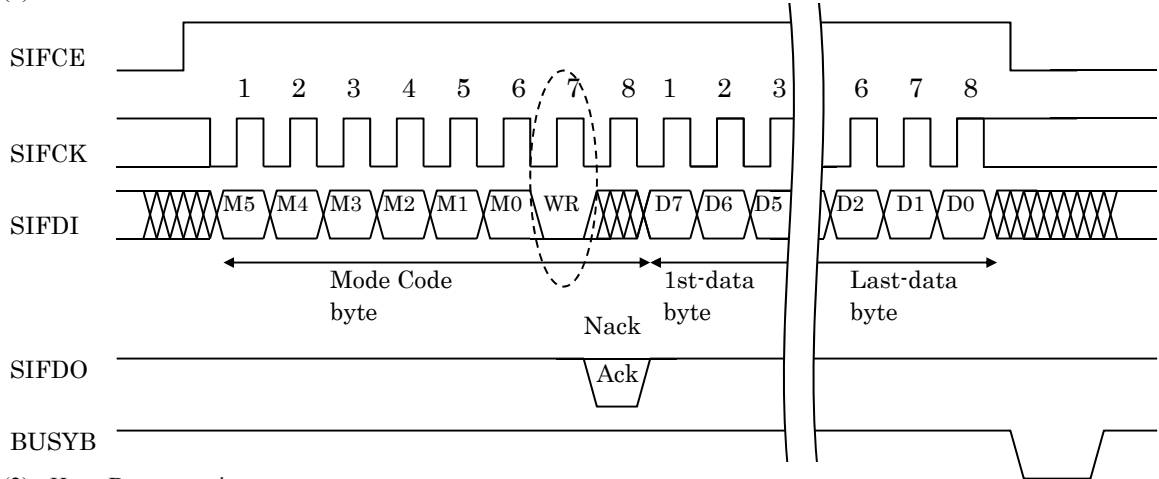 SIFCE
1 2 3 4 5 6 7 8 1 2 3 6 7 8
SIFCK
SIFDI M5 M4 M3 M2 M1 M0 WR D7 D6 D5 D2 D1 D0
Mode Code byte
1st-data byte
Last-data byte
Nack
SIFDO Ack
BUSYB